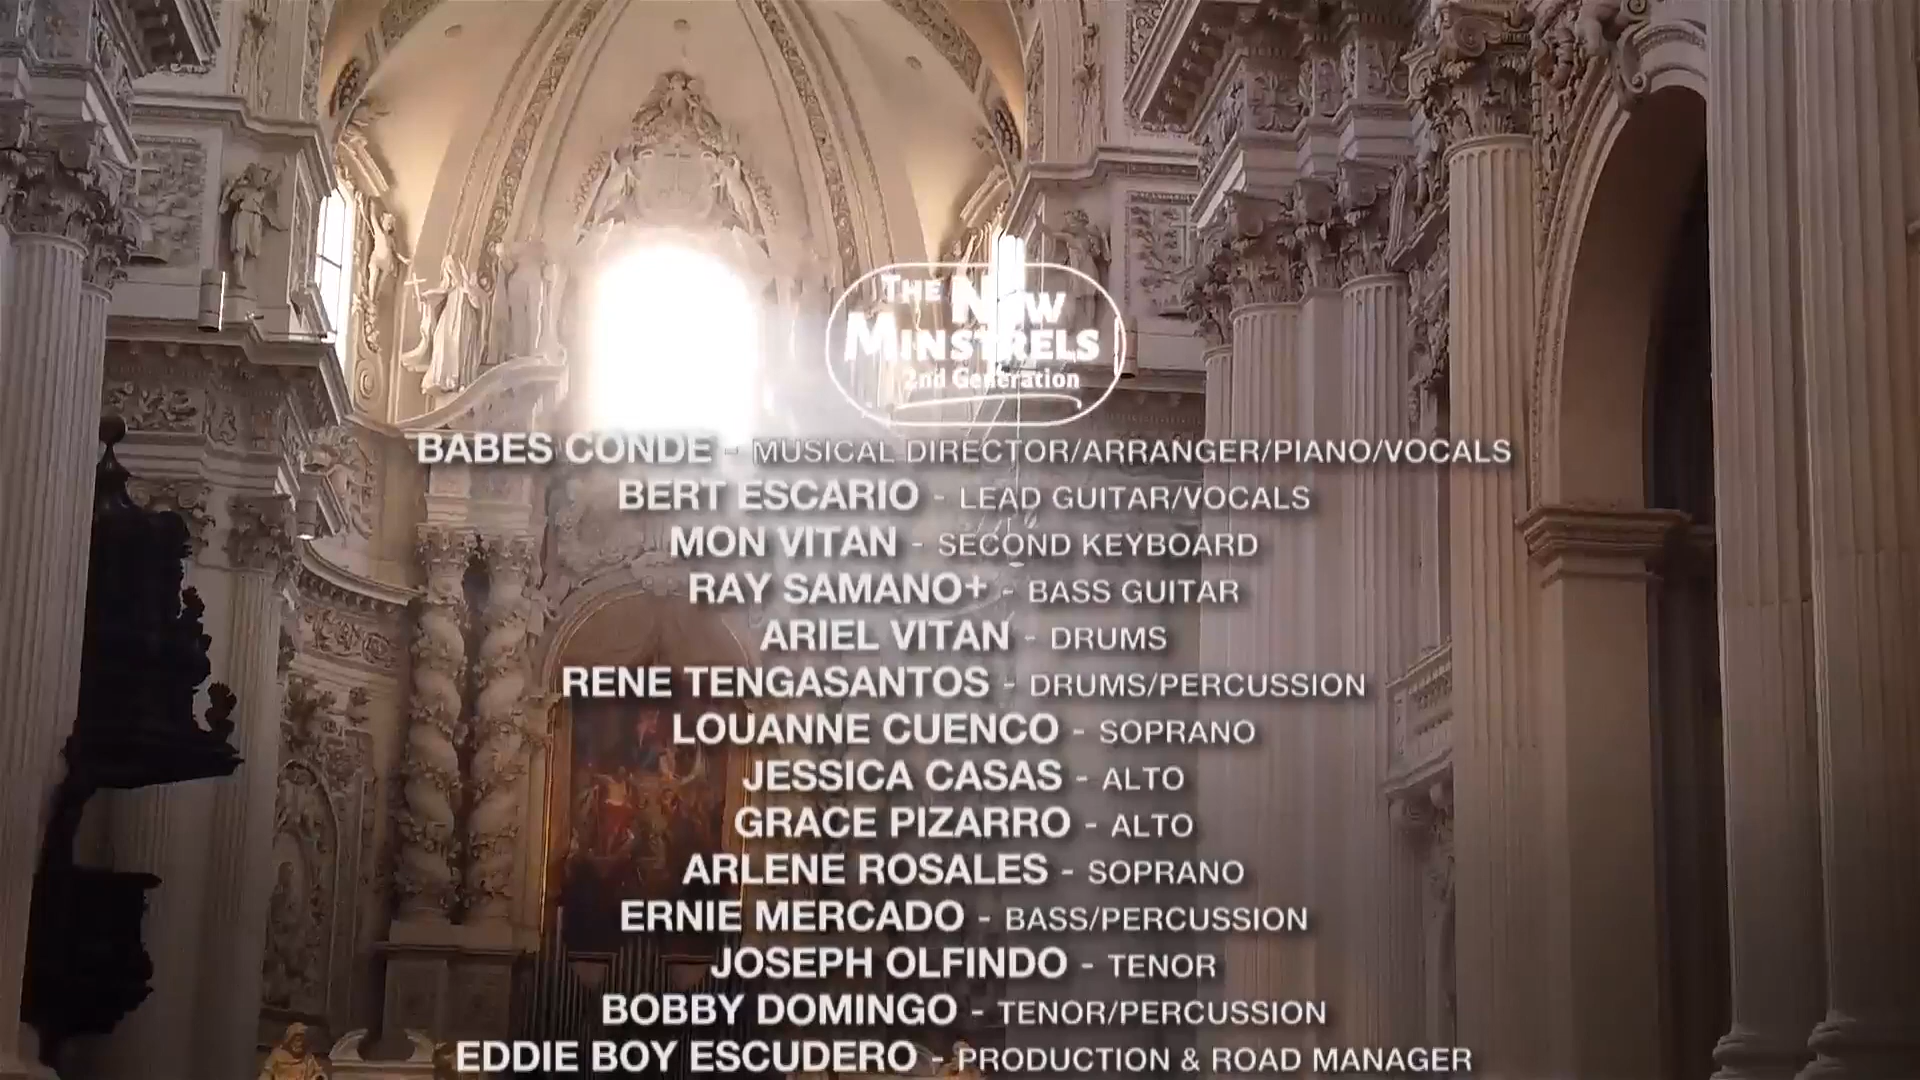 The New
Minstrels
2nd Generation
BABES CONDE - MUSICAL DIRECTOR/ARRANGER/PIANO/VOCALS
BERT ESCARIO - LEAD GUITAR/VOCALS
MON VITAN - SECOND KEYBOARD
RAY SAMANO+ - BASS GUITAR
ARIEL VITAN - DRUMS
RENE TENGASANTOS - DRUMS/PERCUSSION
LOUANNE CUENCO - SOPRANO
JESSICA CASAS - ALTO
GRACE PIZARRO - ALTO
ARLENE ROSALES - SOPRANO
ERNIE MERCADO - BASS/PERCUSSION
JOSEPH OLFINDO - TENOR
BOBBY DOMINGO - TENOR/PERCUSSION
EDDIE BOY ESCUDERO - PRODUCTION & ROAD MANAGER